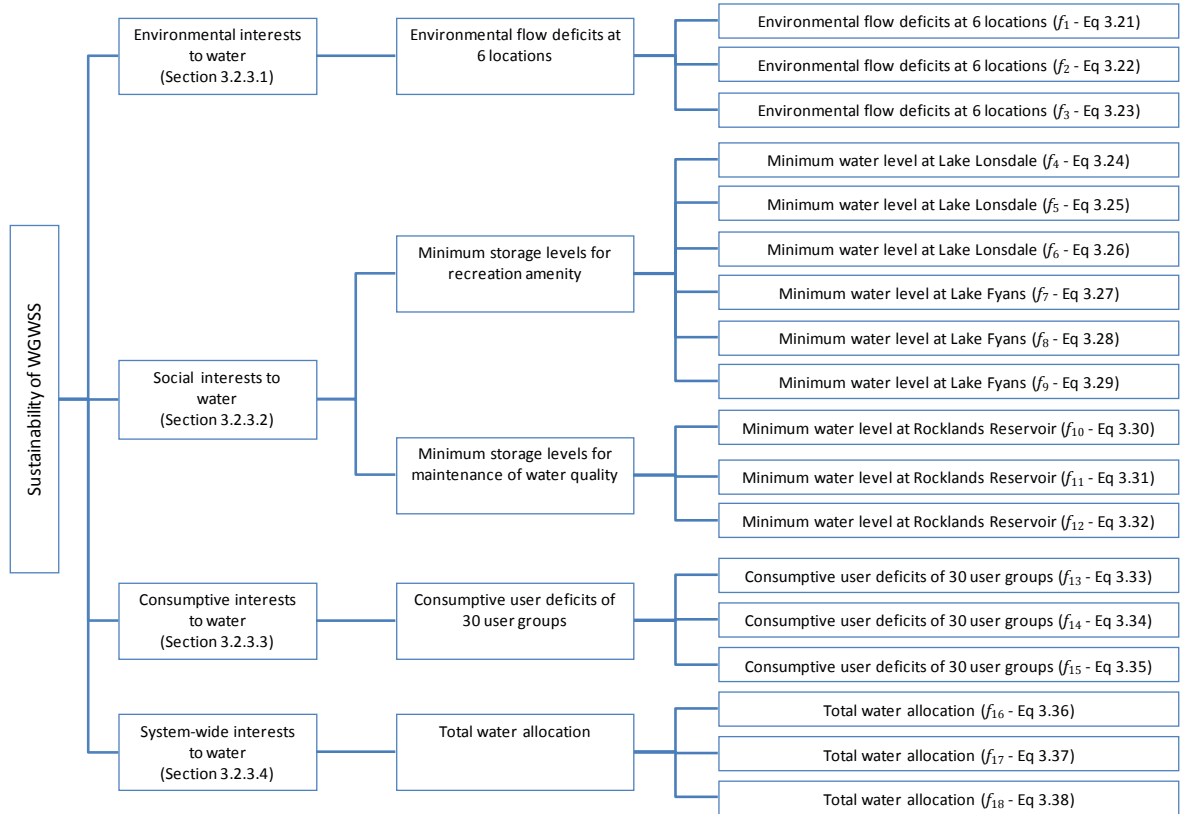 Sustainability of WGWSS
Environmental interests
to water
(Section 3.2.3.1)
Environmental flow deficits at
6 locations
Environmental flow deficits at 6 locations (f1 - Eq 3.21)
Environmental flow deficits at 6 locations (f2 - Eq 3.22)
Environmental flow deficits at 6 locations (f3 - Eq 3.23)
Social interests to
water
(Section 3.2.3.2)
Minimum storage levels for
recreation amenity
Minimum water level at Lake Lonsdale (f4 - Eq 3.24)
Minimum water level at Lake Lonsdale (f5 - Eq 3.25)
Minimum water level at Lake Lonsdale (f6 - Eq 3.26)
Minimum water level at Lake Fyans (f7 - Eq 3.27)
Minimum water level at Lake Fyans (f8 - Eq 3.28)
Minimum water level at Lake Fyans (f9 - Eq 3.29)
Minimum storage levels for
maintenance of water quality
Minimum water level at Rocklands Reservoir (f10 - Eq 3.30)
Minimum water level at Rocklands Reservoir (f11 - Eq 3.31)
Minimum water level at Rocklands Reservoir (f12 - Eq 3.32)
Consumptive interests
to water
(Section 3.2.3.3)
Consumptive user deficits of
30 user groups
Consumptive user deficits of 30 user groups (f13 - Eq 3.33)
Consumptive user deficits of 30 user groups (f14 - Eq 3.34)
Consumptive user deficits of 30 user groups (f15 - Eq 3.35)
System-wide interests
to water
(Section 3.2.3.4)
Total water allocation
Total water allocation (f16 - Eq 3.36)
Total water allocation (f17 - Eq 3.37)
Total water allocation (f18 - Eq 3.38)